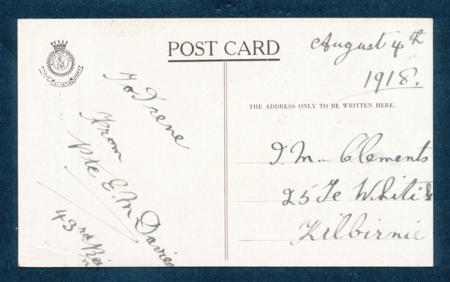 POST CARD
To Irene
From
Pte E. M Davies
43rd
August 4th
1918.
THE ADDRESS ONLY TO BE WRITTEN HERE.
I. M. Clements
25 Te Whiti
Kilbirnie